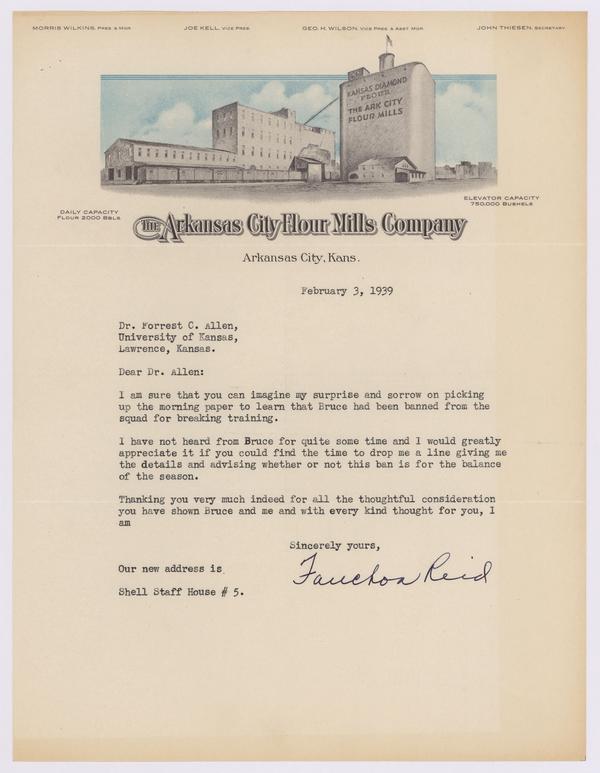 MORRIS WILKINS, PRES. & MGR. JOE KELL, VICE PRES. GEO. H. WILSON, VICE PRES & ASST MGR. JOHN THIESEN, SECRETARY
KANSAS DIAMOND
FLOUR
THE ARK CITY
FLOUR MILLS
DAILY CAPACITY
FLOUR 2000 BBLS
ELEVATOR CAPACITY
750,000 BUSHELS
THE Arkansas City Flour Mills Company
Arkansas City, Kans.
February 3, 1939
Dr. Forrest C. Allen,
University of Kansas,
Lawrence, Kansas.
Dear Dr. Allen:
I am sure that you can imagine my surprise and sorrow on picking
up the morning paper to learn that Bruce had been banned from the
squad for breaking training.
I have not heard from Bruce for quite some time and I would greatly
appreciate it if you could find the time to drop me a line giving me
the details and advising whether or not this ban is for the balance
of the season.
Thanking you very much indeed for all the thoughtful consideration
you have shown Bruce and me and with every kind thought for you, I
am
Sincerely yours,
Fauchon Reid
Our new address is
Shell Staff House # 5.